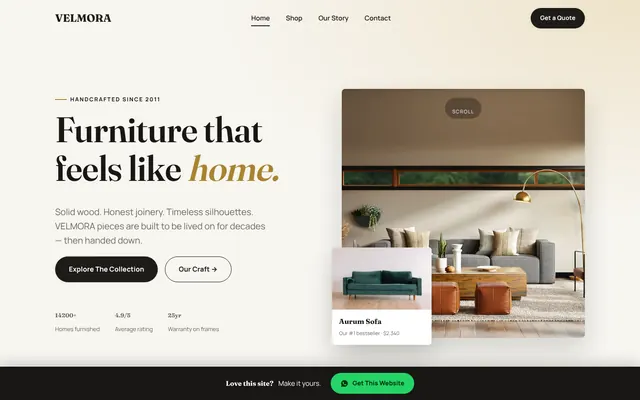 VELMORA
Home Shop Our Story Contact
Get a Quote
HANDCRAFTED SINCE 2011
Furniture that
feels like home.
Solid wood. Honest joinery. Timeless silhouettes.
VELMORA pieces are built to be lived on for decades
— then handed down.
Explore The Collection
Our Craft →
14200+ 4.9/5 25yr
Homes furnished Average rating Warranty on frames
SCROLL
Aurum Sofa
Our #1 bestseller · $2,340
Love this site? Make it yours. Get This Website